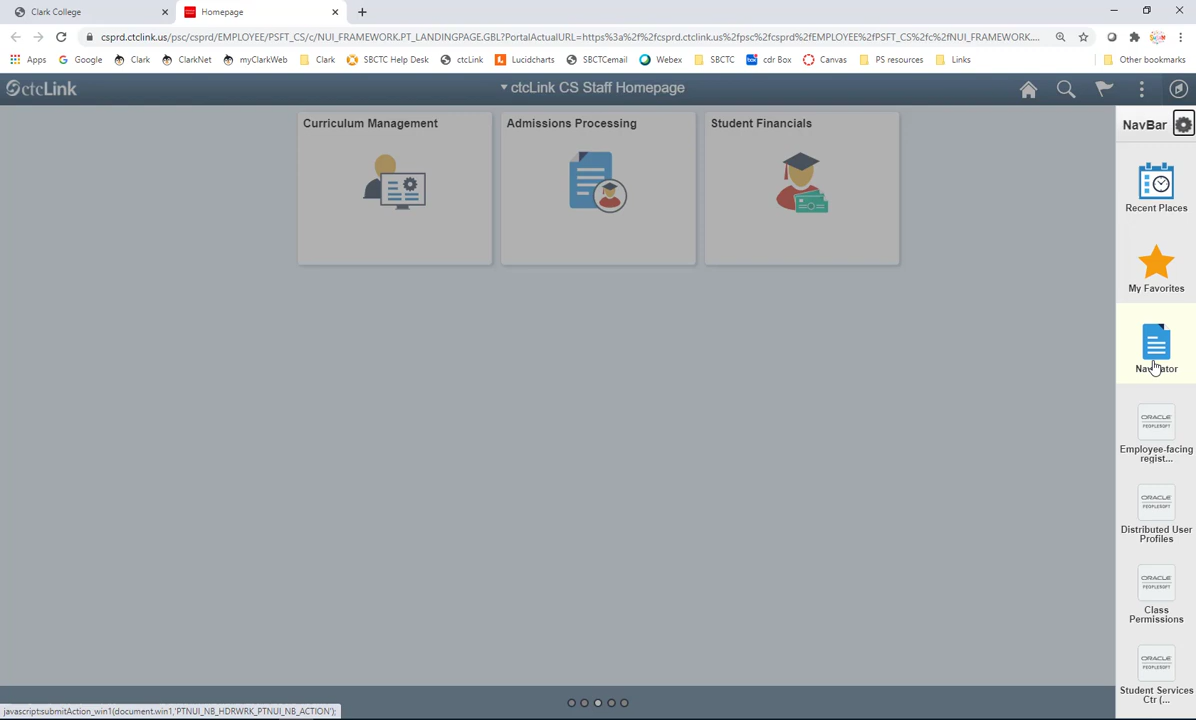 Clark College
Homepage
csprd.ctclink.us/psc/csprd/EMPLOYEE/PSFT_CS/c/NUI_FRAMEWORK.PT_LANDINGPAGE.GBL?PortalActualURL=https%3a%2f%2fcsprd.ctclink.us%2fpsc%2fcsprd%2fEMPLOYEE%2fPSFT_CS%2fc%2fNUI_FRAMEWORK....
Apps Google Clark ClarkNet myClarkWeb Clark SBCTC Help Desk ctcLink Lucidcharts SBCTCemail Webex SBCTC cdr Box Canvas PS resources Links Other bookmarks
ctcLink
ctcLink CS Staff Homepage
NavBar
Curriculum Management
Admissions Processing
Student Financials
Recent Places
My Favorites
ORACLE
PEOPLESOFT
Employee-facing
regist...
ORACLE
PEOPLESOFT
Distributed User
Profiles
ORACLE
PEOPLESOFT
Class
Permissions
ORACLE
PEOPLESOFT
Student Services
Ctr (...
javascript:submitAction_win1(document.win1,'PTNUI_NB_HDRWRK_PTNUI_NB_ACTION');